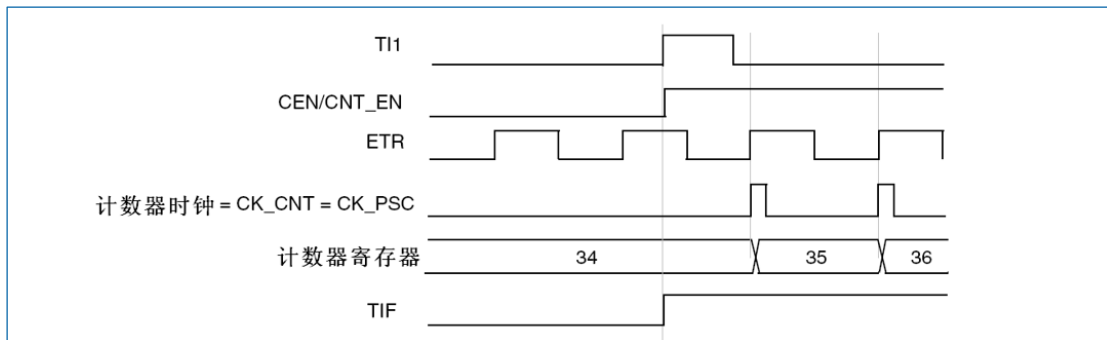 TI1
CEN/CNT_EN
ETR
计数器时钟 = CK_CNT = CK_PSC
计数器寄存器 34 35 36
TIF